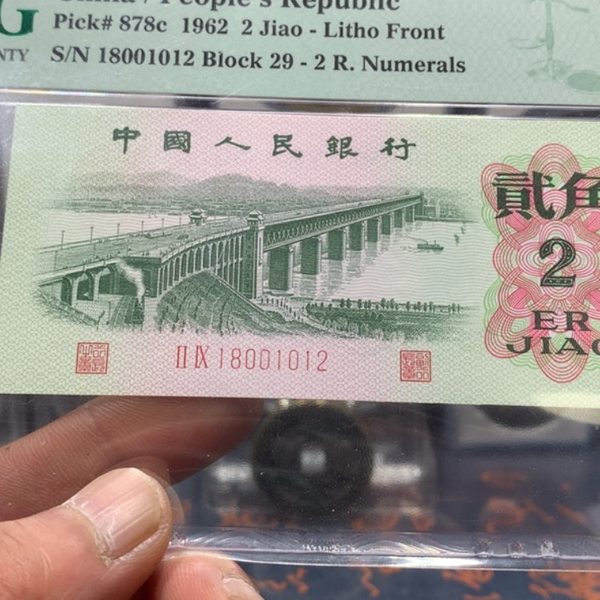 China / People's Republic
G
Pick# 878c 1962 2 Jiao - Litho Front
NTY
S/N 18001012 Block 29 - 2 R. Numerals
中國人民銀行
貳角
2
ER
JIAO
II IX 18001012